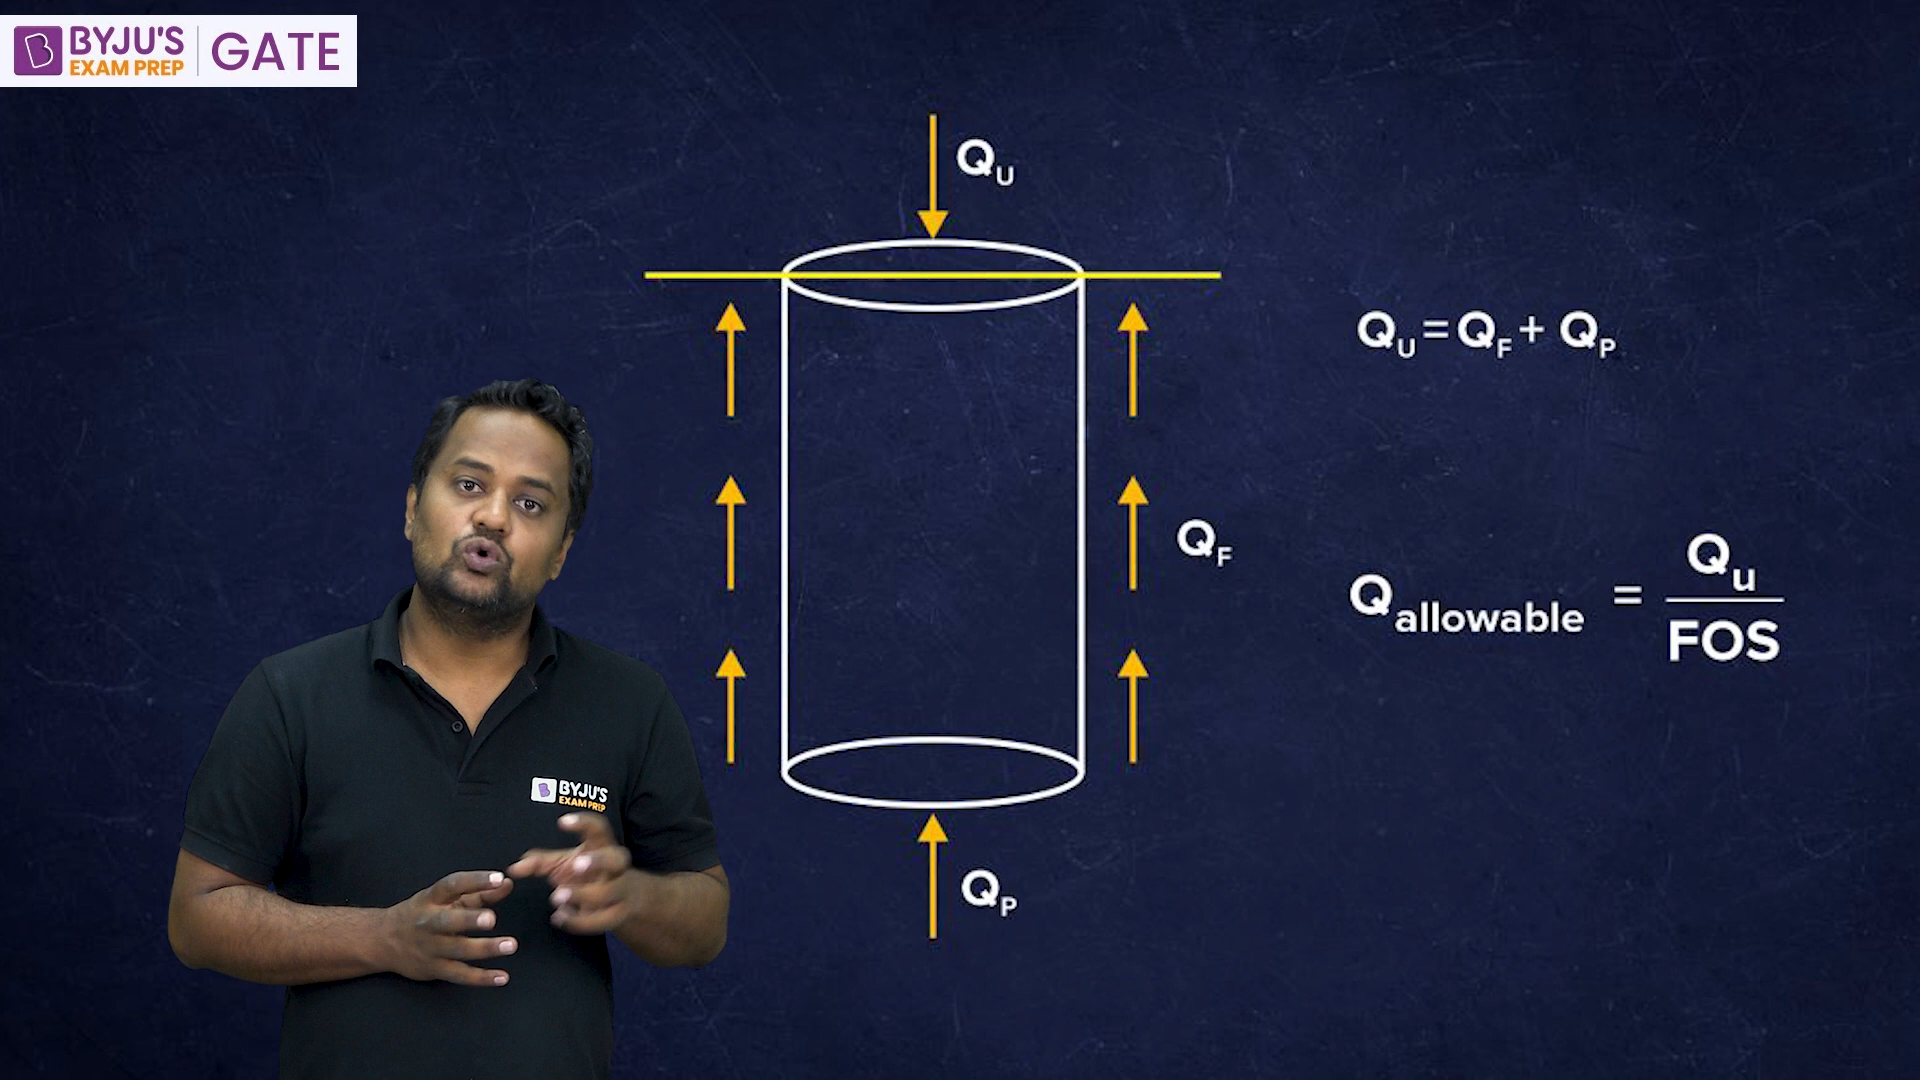 BYJU'S
EXAM PREP
GATE
Q_U
Q_U = Q_F + Q_P
Q_F
Q_allowable = Q_u / FOS
BYJU'S
EXAM PREP
Q_P